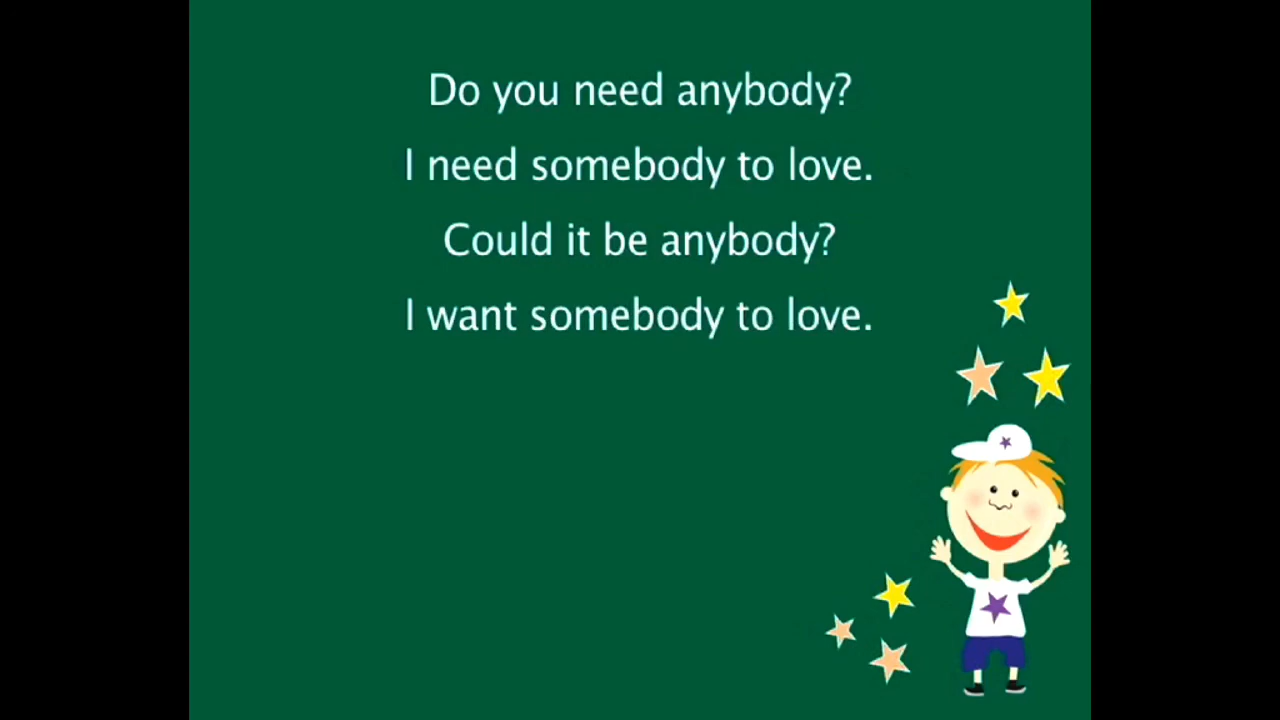 Do you need anybody?
I need somebody to love.
Could it be anybody?
I want somebody to love.